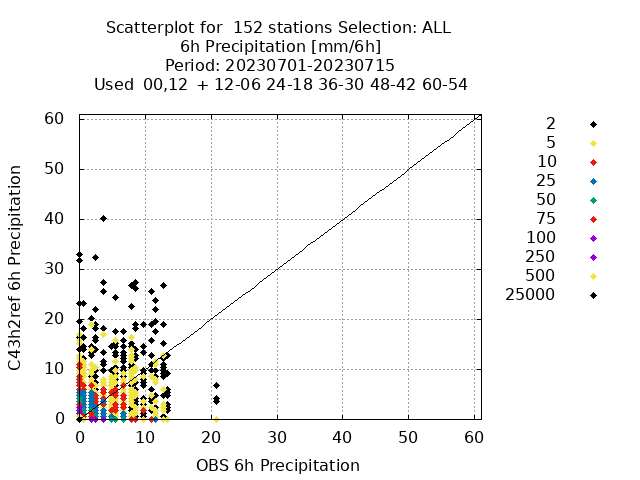 Scatterplot for  152 stations Selection: ALL
6h Precipitation [mm/6h]
Period: 20230701-20230715
Used  00,12  + 12-06 24-18 36-30 48-42 60-54
60
50
40
30
20
10
0
0 10 20 30 40 50 60
C43h2ref 6h Precipitation
OBS 6h Precipitation
2
5
10
25
50
75
100
250
500
25000